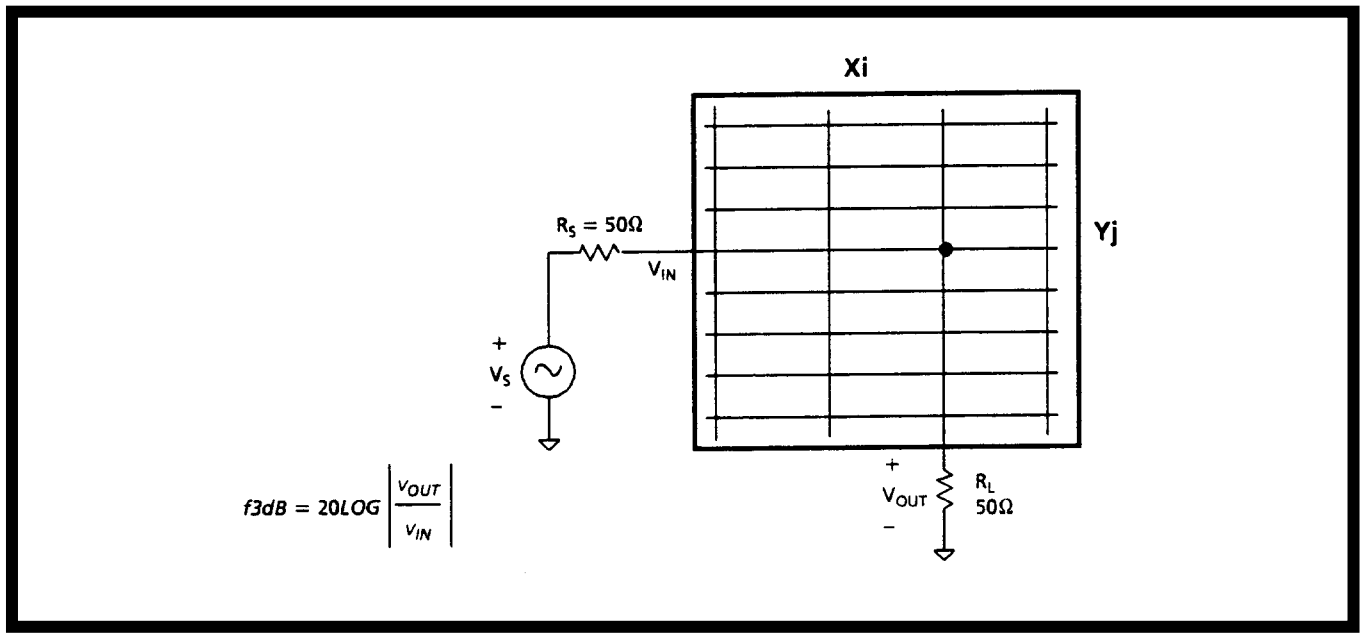 Xi
Yj
R_S = 50Ω
V_IN
+
V_S
−
+
V_OUT
−
R_L
50Ω
f3dB = 20LOG |V_OUT / V_IN|